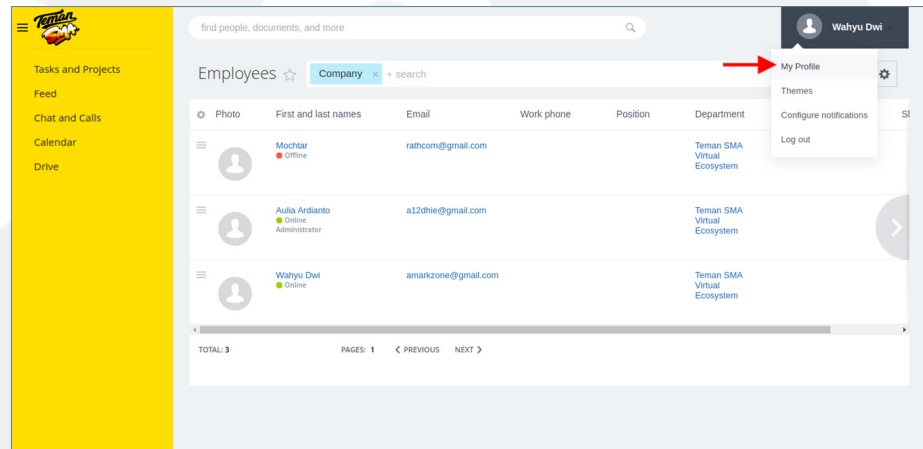 Teman
SMA
find people, documents, and more
Wahyu Dwi
Tasks and Projects
Feed
Chat and Calls
Calendar
Drive
Employees
Company × + search
My Profile
Themes
Configure notifications
Log out
Photo First and last names Email Work phone Position Department
Mochtar rathcom@gmail.com Teman SMA
Offline Virtual
Ecosystem
Aulia Ardianto a12dhie@gmail.com Teman SMA
Online Virtual
Administrator Ecosystem
Wahyu Dwi amarkzone@gmail.com Teman SMA
Online Virtual
Ecosystem
TOTAL: 3 PAGES: 1 PREVIOUS NEXT